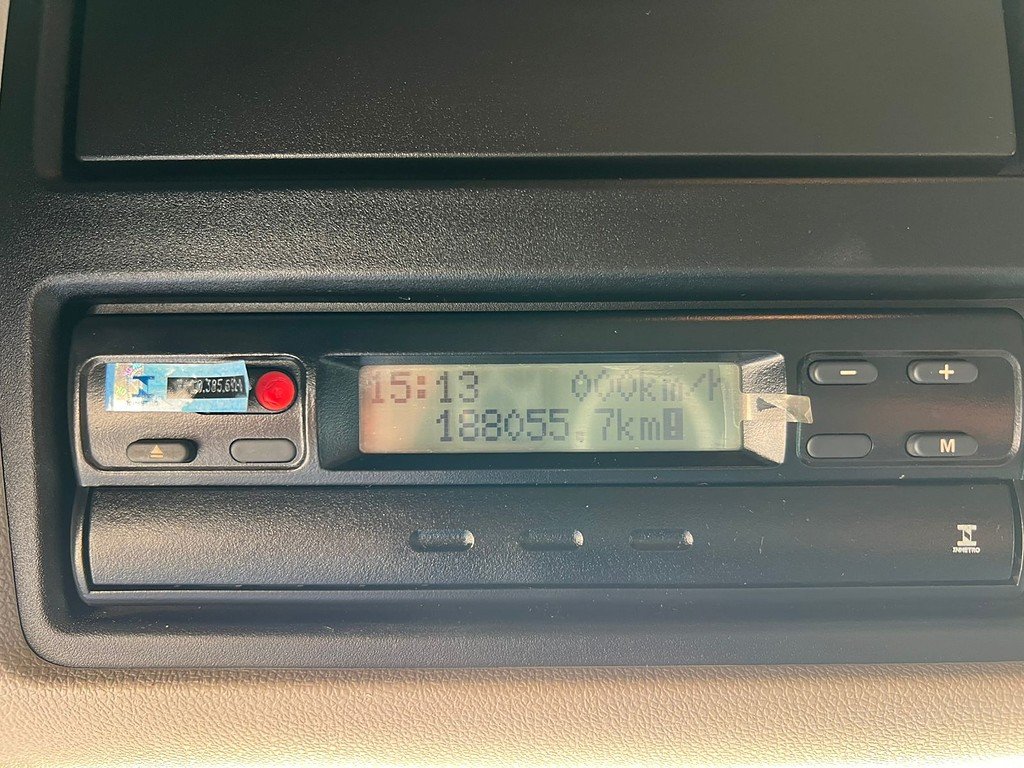 15:13 000km/h
188055.7km!
- +
M
INMETRO